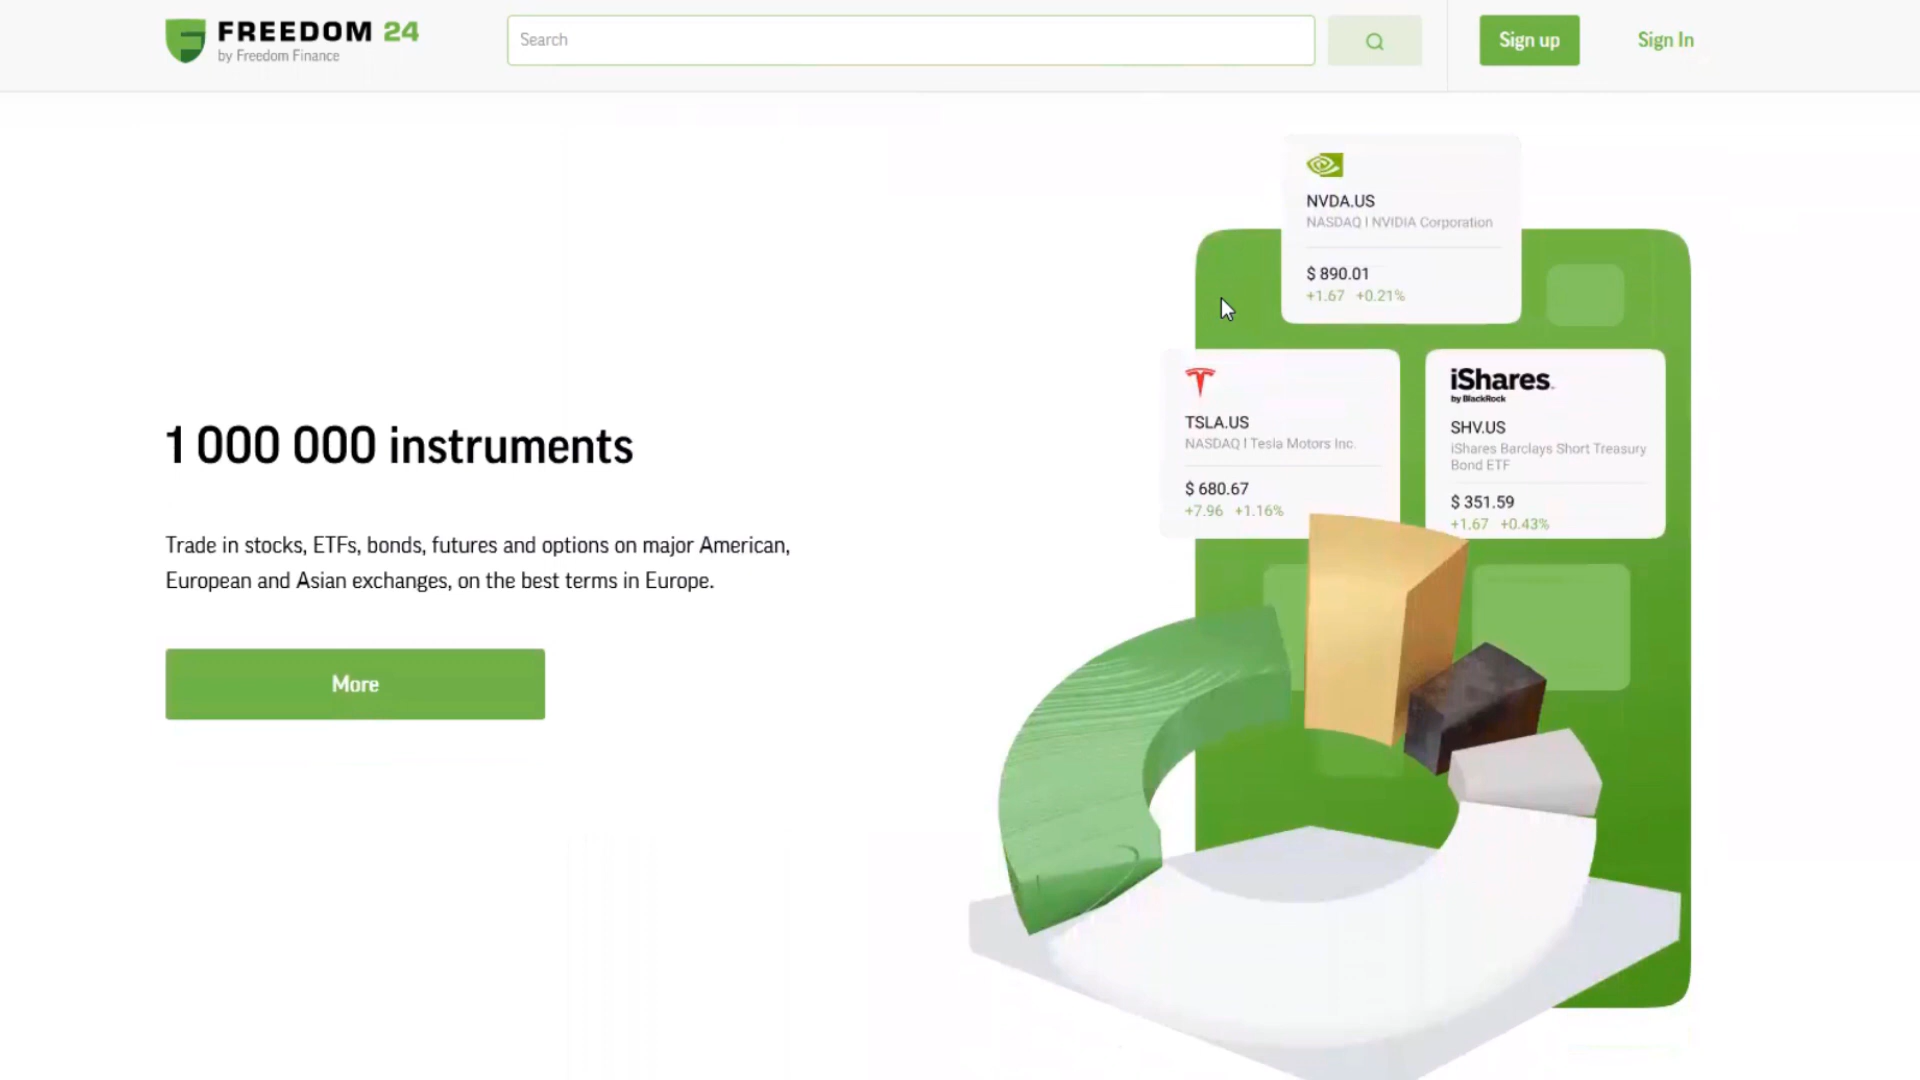 FREEDOM 24
by Freedom Finance
Search
Sign up
Sign In
NVDA.US
NASDAQ | NVIDIA Corporation
$ 890.01
+1.67 +0.21%
TSLA.US
NASDAQ | Tesla Motors Inc.
$ 680.67
+7.96 +1.16%
iShares
by BlackRock
SHV.US
iShares Barclays Short Treasury
Bond ETF
$ 351.59
+1.67 +0.43%
1 000 000 instruments
Trade in stocks, ETFs, bonds, futures and options on major American,
European and Asian exchanges, on the best terms in Europe.
More